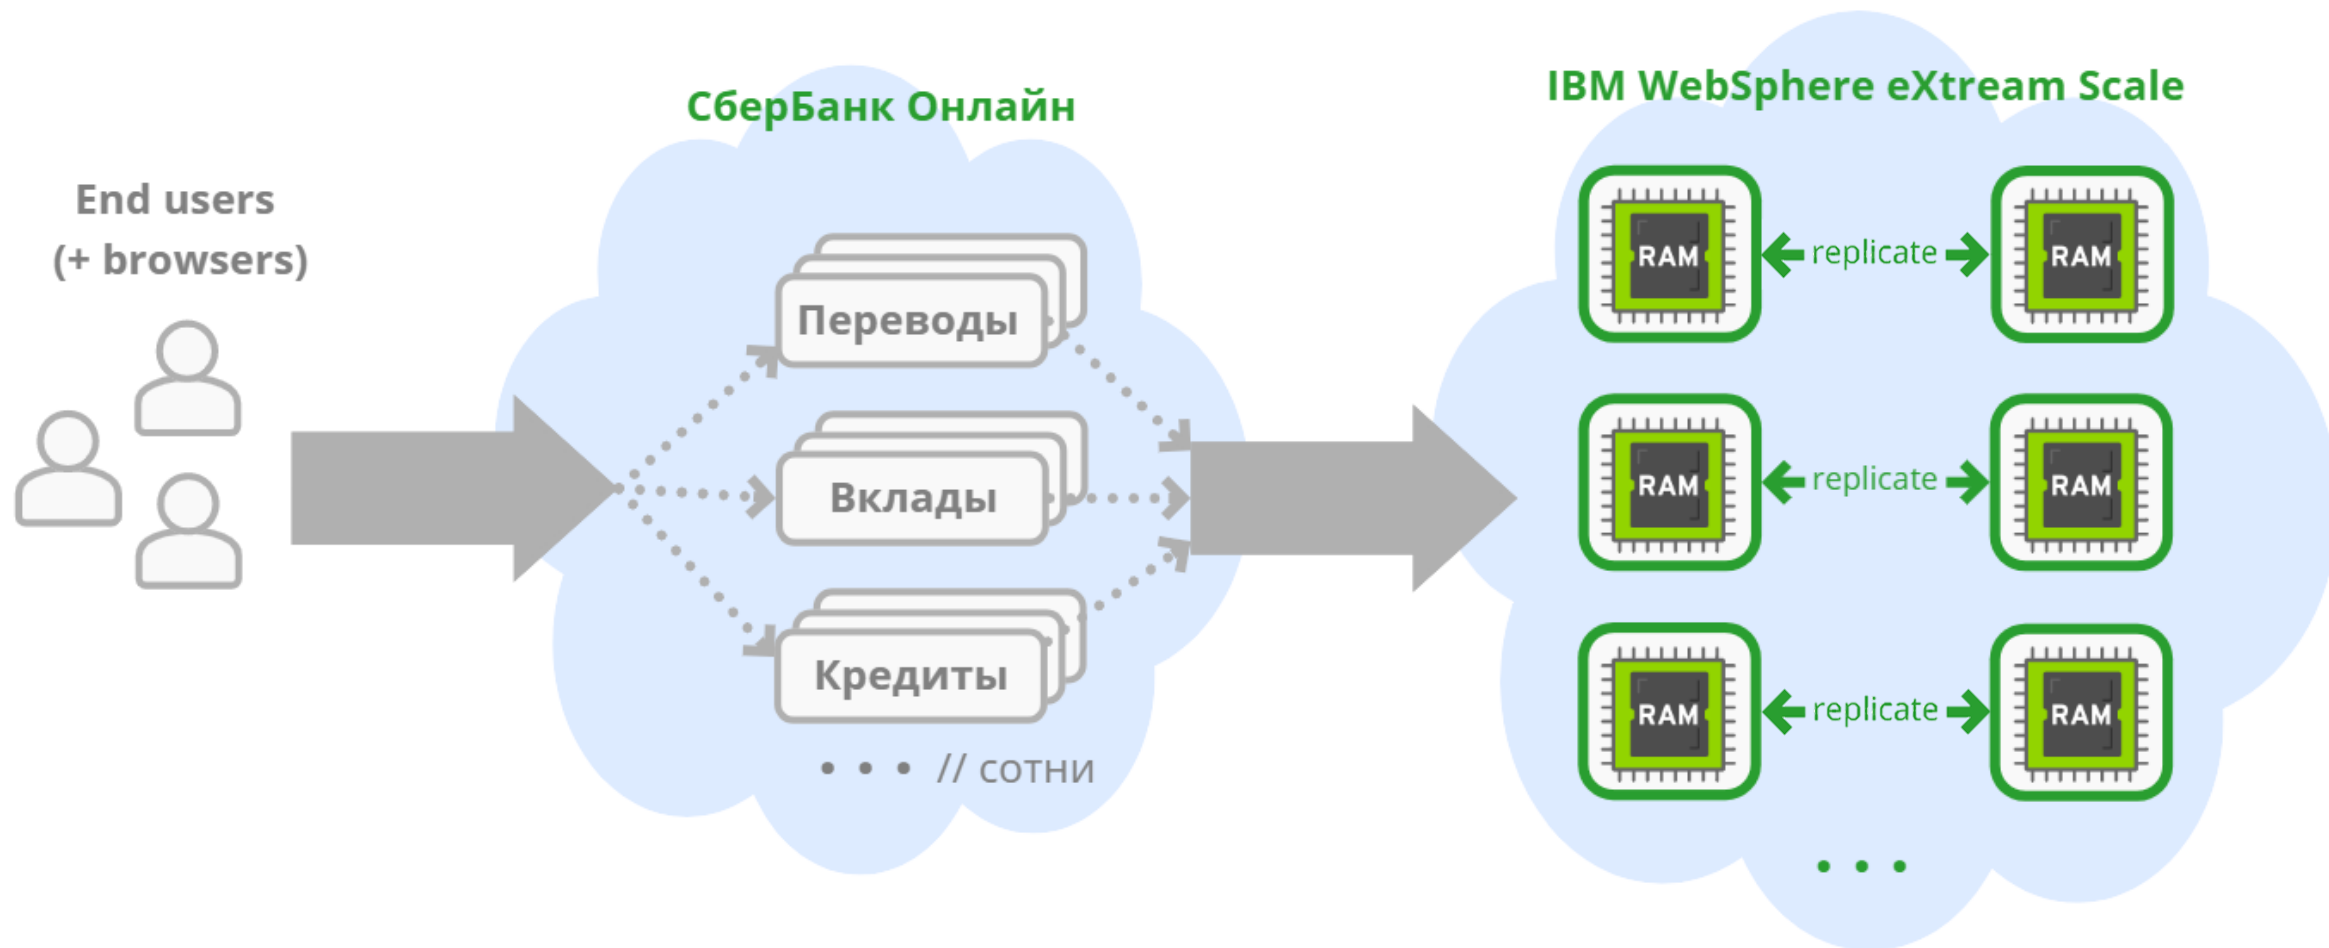 End users
(+ browsers)
СберБанк Онлайн
Переводы
Вклады
Кредиты
• • • // сотни
IBM WebSphere eXtream Scale
RAM replicate RAM
RAM replicate RAM
RAM replicate RAM
• • •